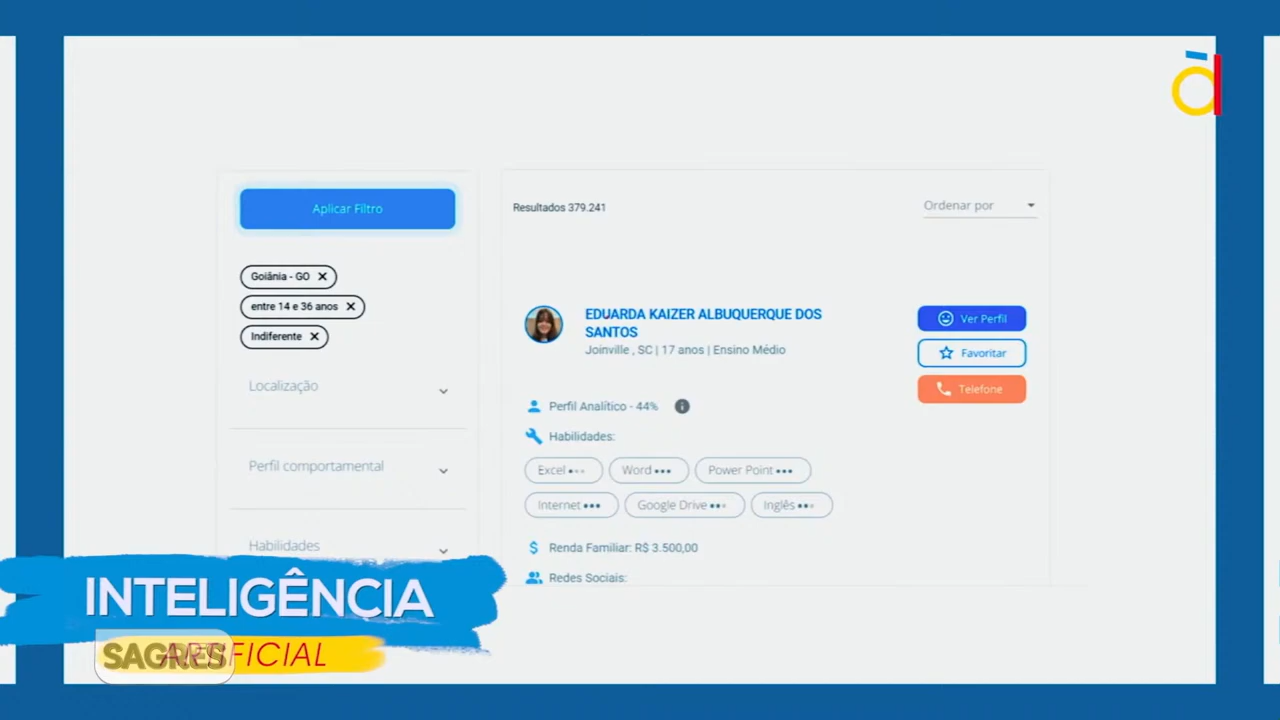 Aplicar Filtro
Goiânia - GO ✕
entre 14 e 36 anos ✕
Indiferente ✕
Localização
Perfil comportamental
Habilidades
Resultados 379.241
Ordenar por
EDUARDA KAIZER ALBUQUERQUE DOS
SANTOS
Joinville , SC | 17 anos | Ensino Médio
Ver Perfil
Favoritar
Telefone
Perfil Analítico - 44%
Habilidades:
Excel
Word
Power Point
Internet
Google Drive
Inglês
Renda Familiar: R$ 3.500,00
Redes Sociais:
INTELIGÊNCIA
ARTIFICIAL
SAGRES